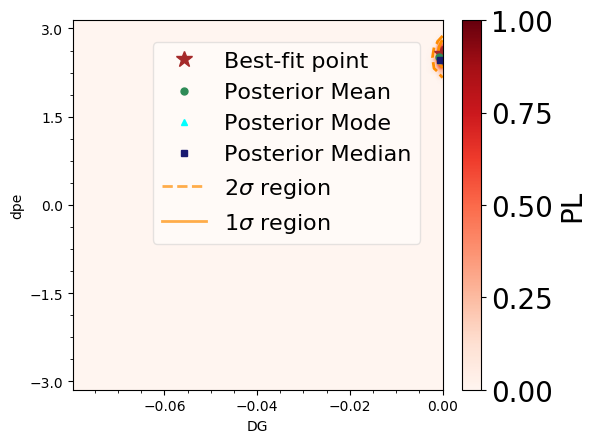 3.0
1.5
0.0
−1.5
−3.0
dpe
−0.06
−0.04
−0.02
0.00
DG
Best-fit point
Posterior Mean
Posterior Mode
Posterior Median
2σ region
1σ region
1.00
0.75
0.50
0.25
0.00
PL